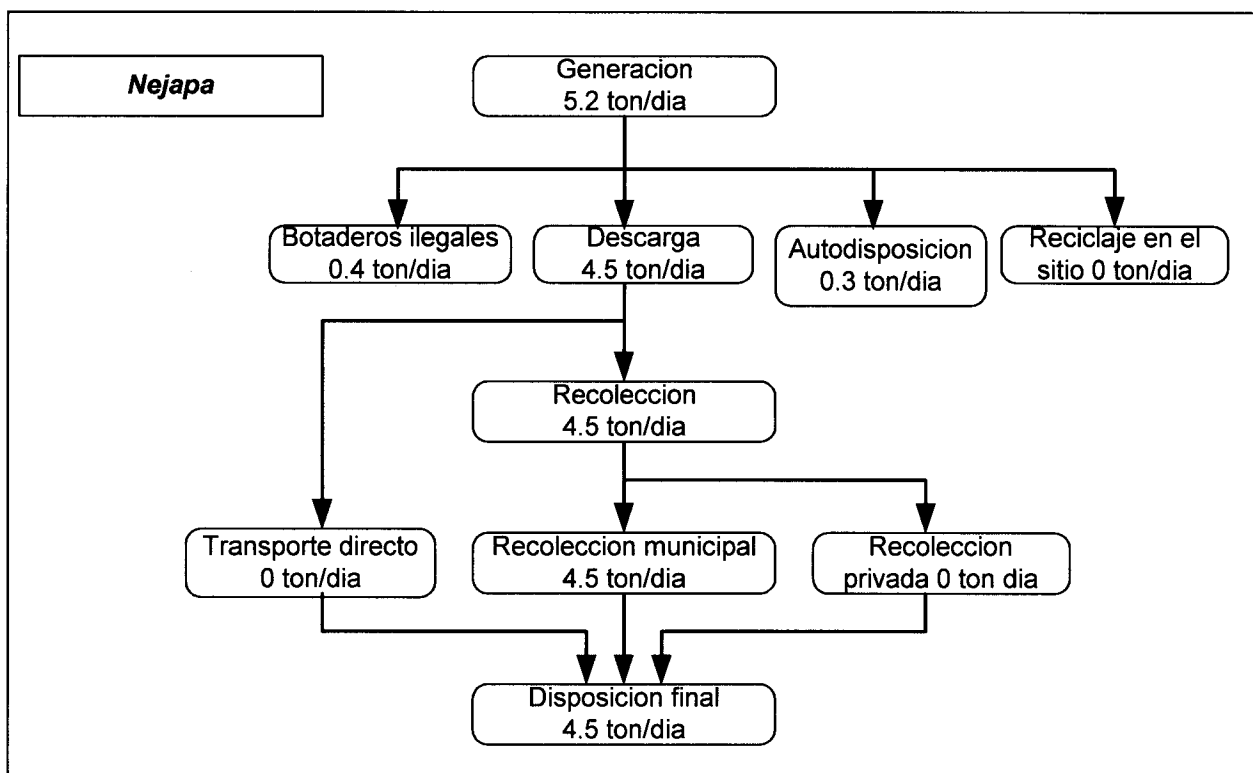 Nejapa
Generacion
5.2 ton/dia
Botaderos ilegales
0.4 ton/dia
Descarga
4.5 ton/dia
Autodisposicion
0.3 ton/dia
Reciclaje en el
sitio 0 ton/dia
Recoleccion
4.5 ton/dia
Transporte directo
0 ton/dia
Recoleccion municipal
4.5 ton/dia
Recoleccion
privada 0 ton dia
Disposicion final
4.5 ton/dia